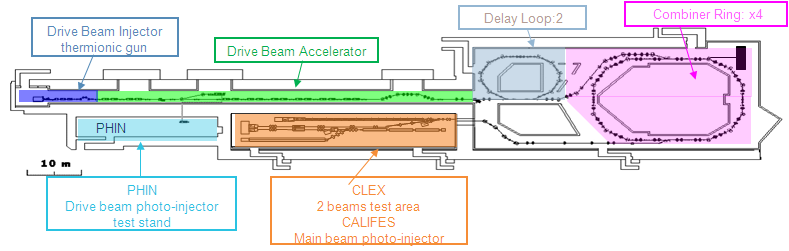 Drive Beam Injector
thermionic gun
Drive Beam Accelerator
Delay Loop:2
Combiner Ring: x4
PHIN
10 m
PHIN
Drive beam photo-injector
test stand
CLEX
2 beams test area
CALIFES
Main beam photo-injector